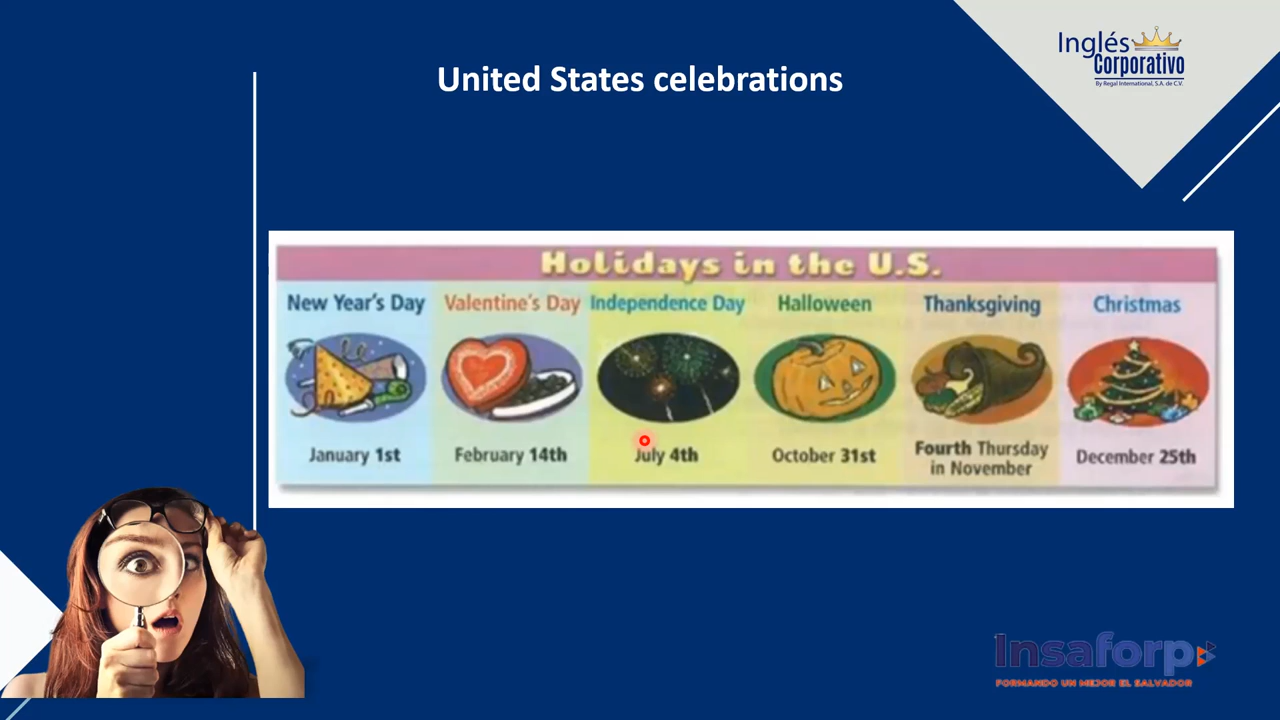 United States celebrations
Inglés
Corporativo
By Regal International, S.A. de C.V.
Holidays in the U.S.
New Year's Day
Valentine's Day
Independence Day
Halloween
Thanksgiving
Christmas
January 1st
February 14th
July 4th
October 31st
Fourth Thursday
in November
December 25th
Insaforp
FORMANDO UN MEJOR EL SALVADOR